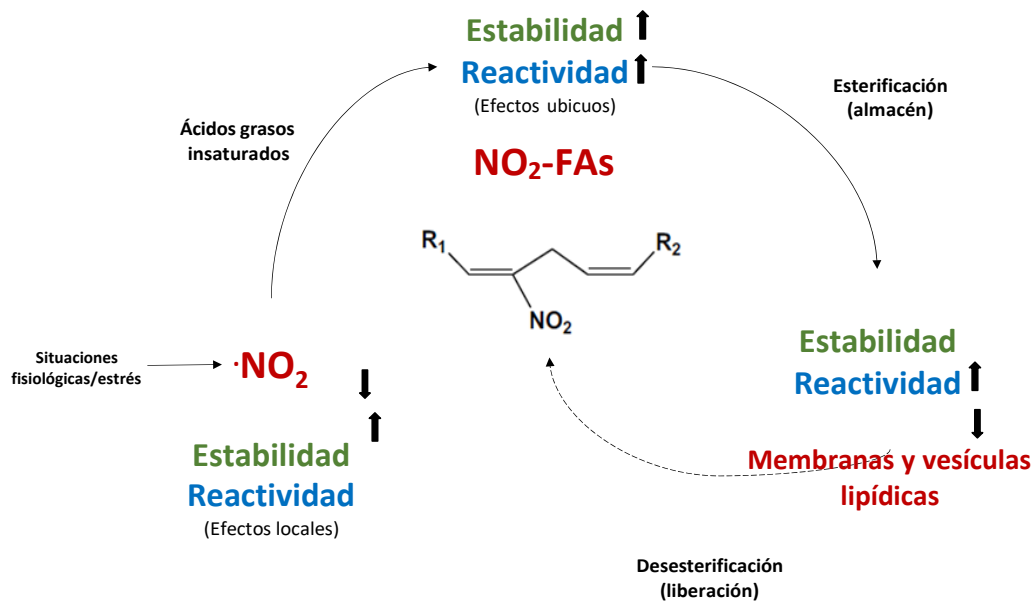 Estabilidad
Reactividad
(Efectos ubicuos)
NO₂-FAs
Esterificación
(almacén)
Ácidos grasos
insaturados
R₁
R₂
NO₂
Situaciones
fisiológicas/estrés
·NO₂
Estabilidad
Reactividad
(Efectos locales)
Estabilidad
Reactividad
Membranas y vesículas
lipídicas
Desesterificación
(liberación)